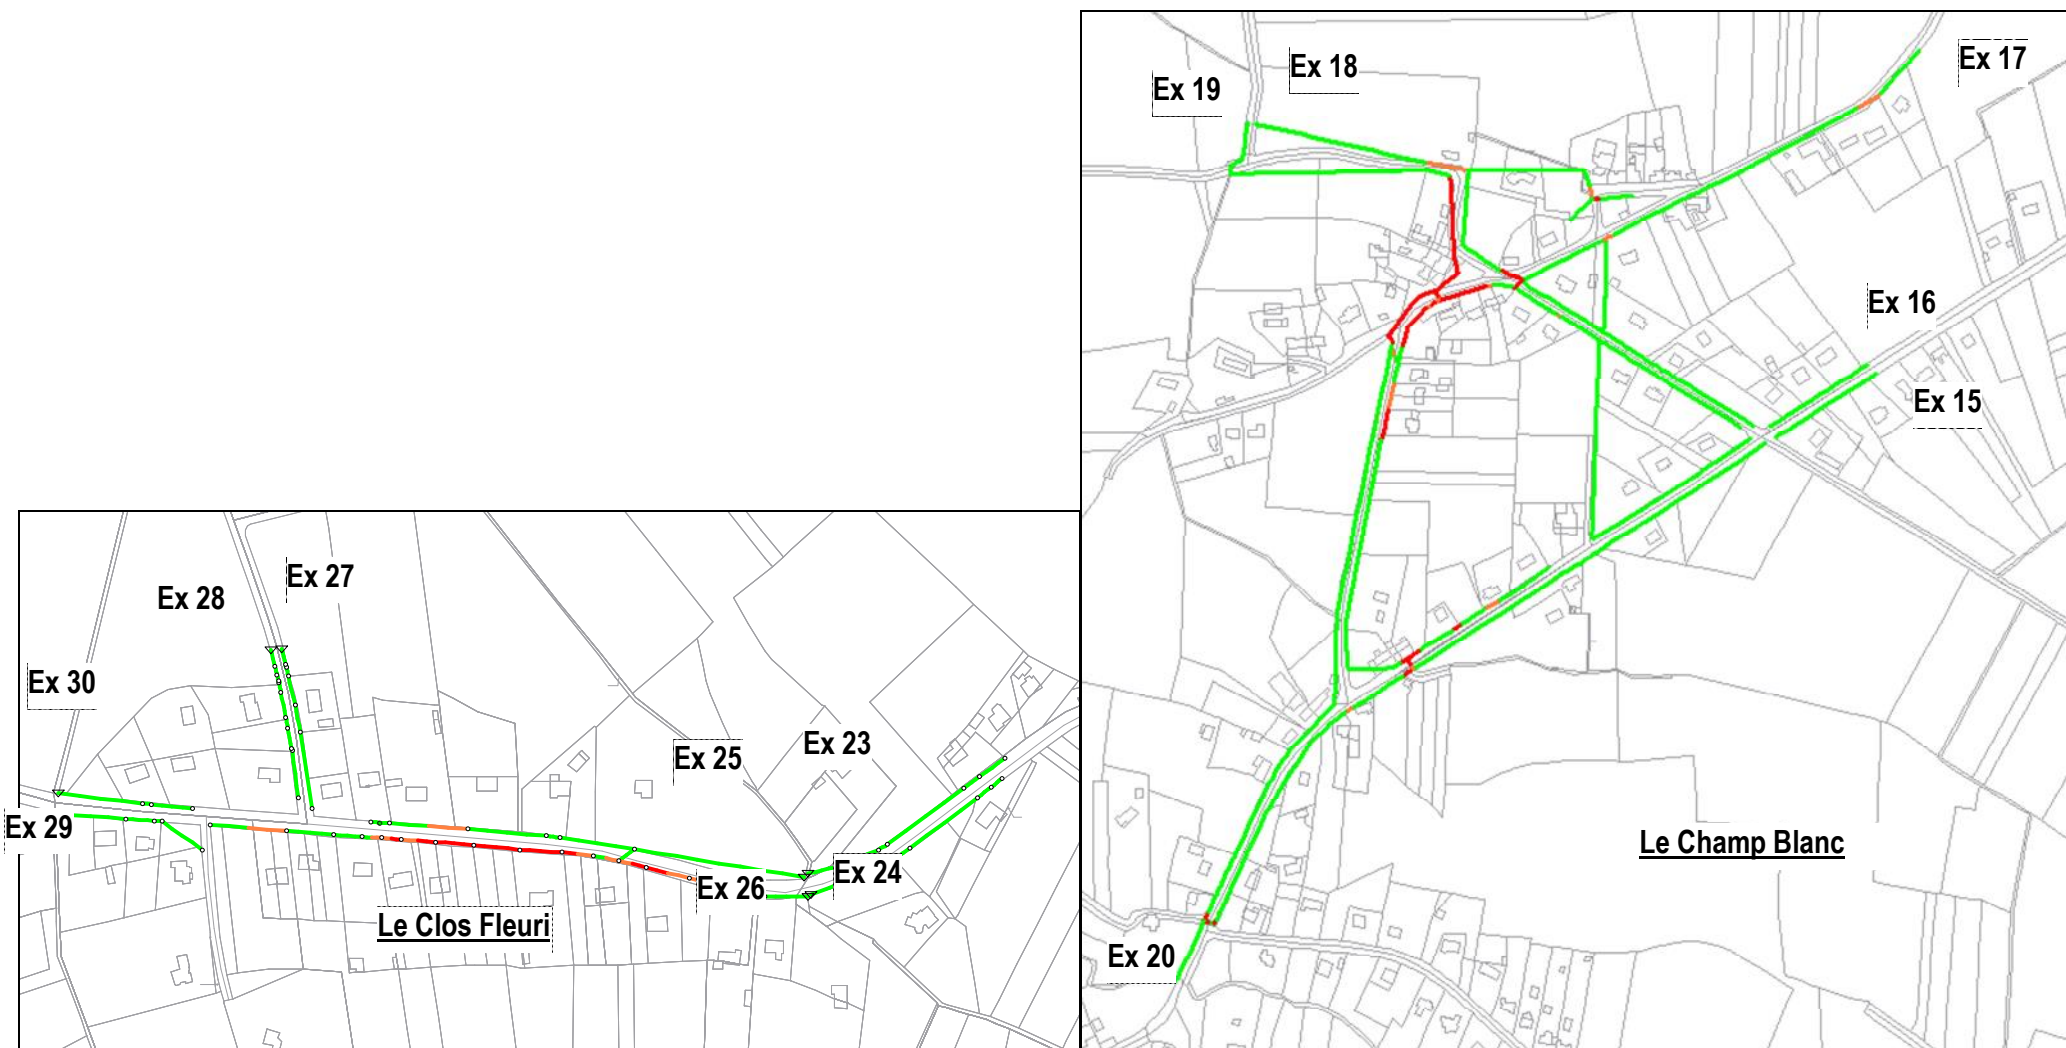 Ex 18
Ex 17
Ex 19
Ex 16
Ex 15
Le Champ Blanc
Ex 20
Ex 27
Ex 28
Ex 30
Ex 23
Ex 25
Ex 29
Ex 24
Ex 26
Le Clos Fleuri